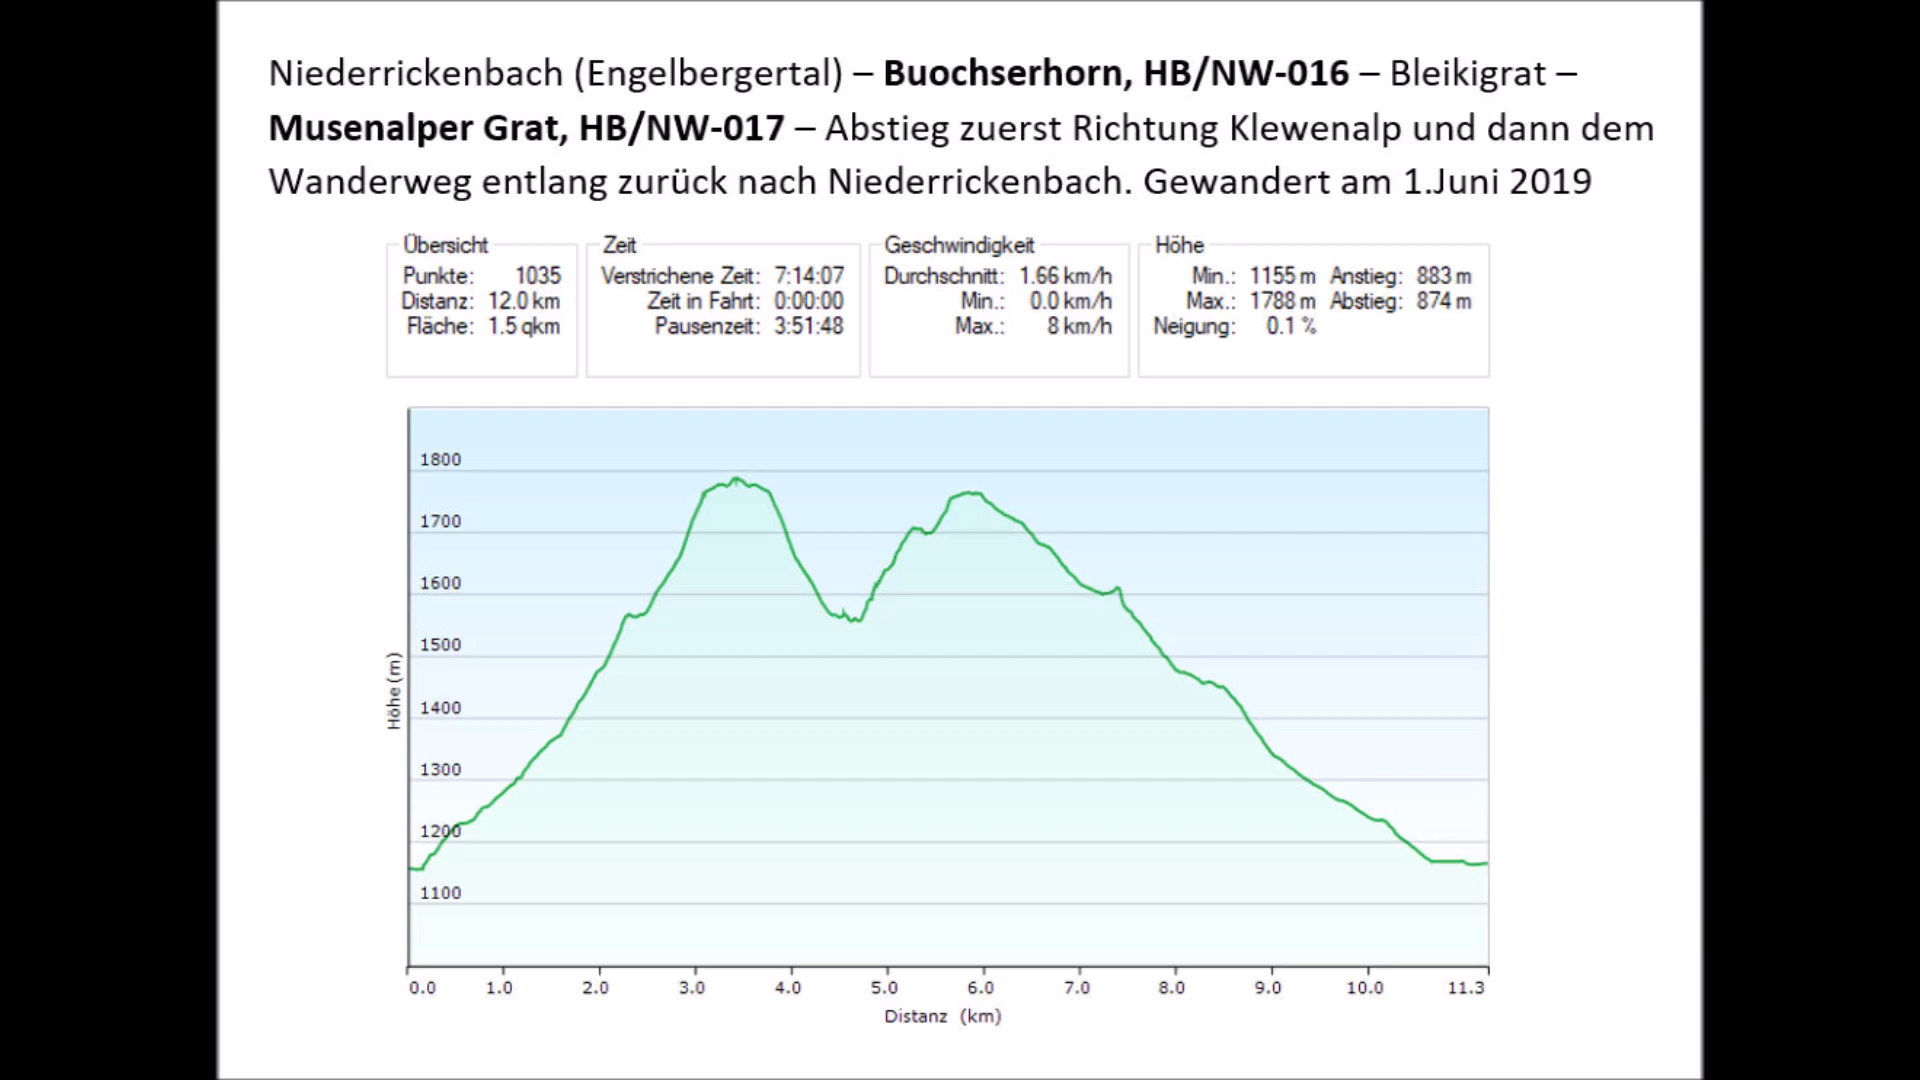 Niederrickenbach (Engelbergertal) – Buochserhorn, HB/NW-016 – Bleikigrat –
Musenalper Grat, HB/NW-017 – Abstieg zuerst Richtung Klewenalp und dann dem
Wanderweg entlang zurück nach Niederrickenbach. Gewandert am 1.Juni 2019
Übersicht
Punkte: 1035
Distanz: 12.0 km
Fläche: 1.5 qkm
Zeit
Verstrichene Zeit: 7:14:07
Zeit in Fahrt: 0:00:00
Pausenzeit: 3:51:48
Geschwindigkeit
Durchschnitt: 1.66 km/h
Min.: 0.0 km/h
Max.: 8 km/h
Höhe
Min.: 1155 m Anstieg: 883 m
Max.: 1788 m Abstieg: 874 m
Neigung: 0.1 %
1800
1700
1600
1500
1400
1300
1200
1100
Höhe (m)
0.0 1.0 2.0 3.0 4.0 5.0 6.0 7.0 8.0 9.0 10.0 11.3
Distanz (km)